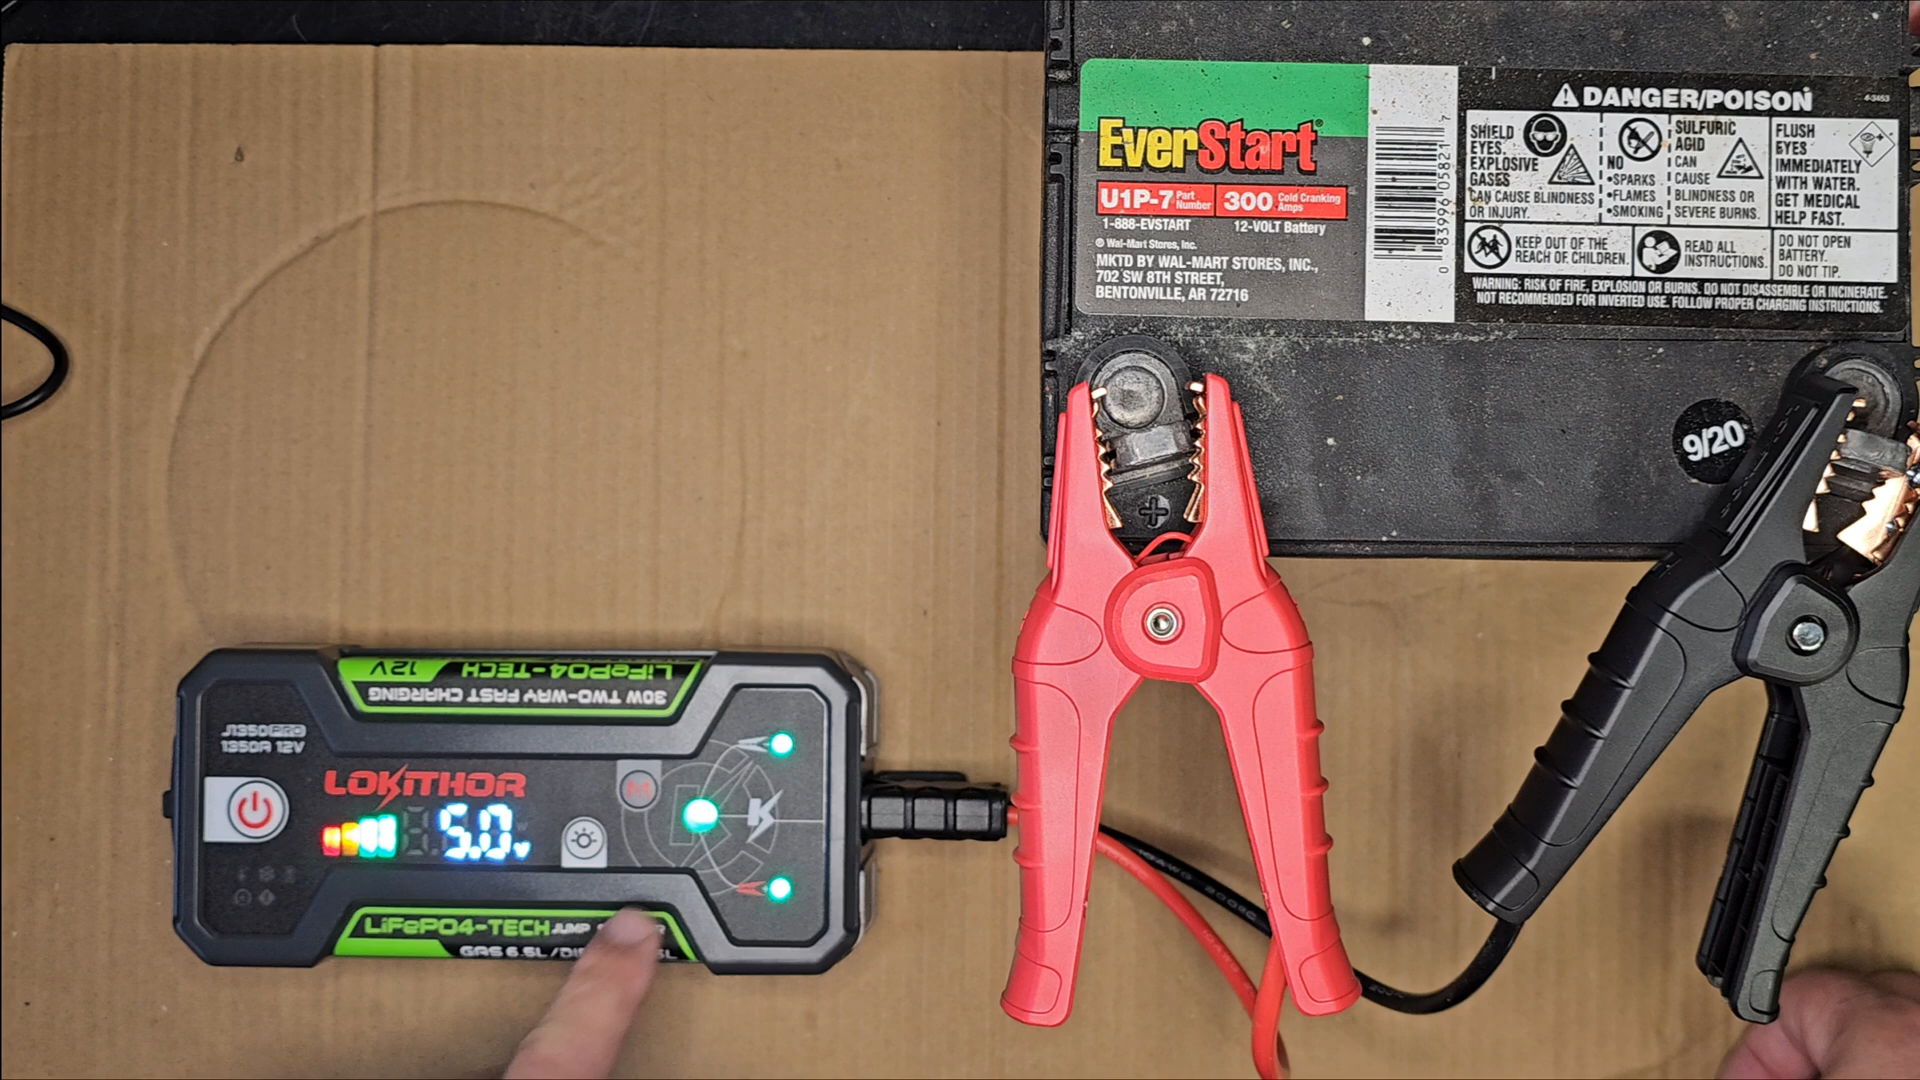 EverStart®
U1P-7 Part Number
300 Cold Cranking Amps
1-888-EVSTART
12-VOLT Battery
© Wal-Mart Stores, Inc.
MKTD BY WAL-MART STORES, INC.,
702 SW 8TH STREET,
BENTONVILLE, AR 72716
DANGER/POISON
SHIELD
EYES.
EXPLOSIVE
GASES
CAN CAUSE BLINDNESS
OR INJURY.
NO
•SPARKS
•FLAMES
•SMOKING
SULFURIC
ACID
CAN
CAUSE
BLINDNESS OR
SEVERE BURNS.
FLUSH
EYES
IMMEDIATELY
WITH WATER.
GET MEDICAL
HELP FAST.
KEEP OUT OF THE
REACH OF CHILDREN.
READ ALL
INSTRUCTIONS.
DO NOT OPEN
BATTERY.
DO NOT TIP.
WARNING: RISK OF FIRE, EXPLOSION OR BURNS. DO NOT DISASSEMBLE OR INCINERATE.
NOT RECOMMENDED FOR INVERTED USE. FOLLOW PROPER CHARGING INSTRUCTIONS.
9/20
12V LiFePO4-TECH
30W TWO-WAY FAST CHARGING
J1350PRO
1350A 12V
LOKITHOR
5.0v
LiFePO4-TECH JUMP
GAS 6.5L